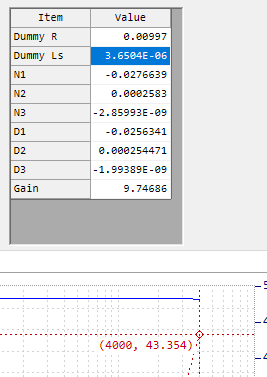 Item Value
Dummy R 0.00997
Dummy Ls 3.6504E-06
N1 -0.0276639
N2 0.0002583
N3 -2.85993E-09
D1 -0.0256341
D2 0.000254471
D3 -1.99389E-09
Gain 9.74686
(4000, 43.354)